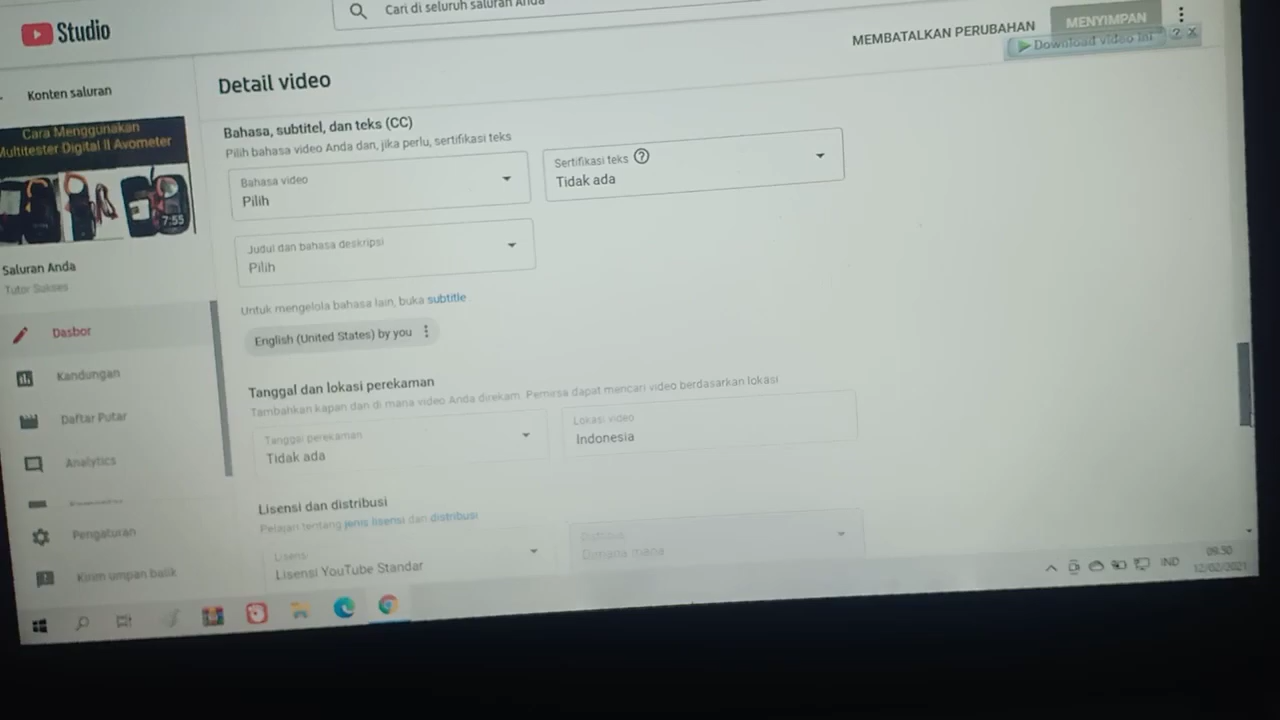 Studio
Cari di seluruh saluran Anda
MEMBATALKAN PERUBAHAN
MENYIMPAN
Download video ini
? X
Konten saluran
Detail video
Cara Menggunakan
Multitester Digital II Avometer
7:55
Bahasa, subtitel, dan teks (CC)
Pilih bahasa video Anda dan, jika perlu, sertifikasi teks
Bahasa video
Pilih
Sertifikasi teks ?
Tidak ada
Judul dan bahasa deskripsi
Pilih
Saluran Anda
Tutor Sukses
Untuk mengelola bahasa lain, buka subtitle
English (United States) by you
Dasbor
Kandungan
Daftar Putar
Analytics
Pengaturan
Kirim umpan balik
Tanggal dan lokasi perekaman
Tambahkan kapan dan di mana video Anda direkam. Pemirsa dapat mencari video berdasarkan lokasi
Tanggal perekaman
Tidak ada
Lokasi video
Indonesia
Lisensi dan distribusi
Pelajari tentang jenis lisensi dan distribusi
Lisensi
Lisensi YouTube Standar
Distribusi
Dimana mana
IND
09.30
12/02/2021